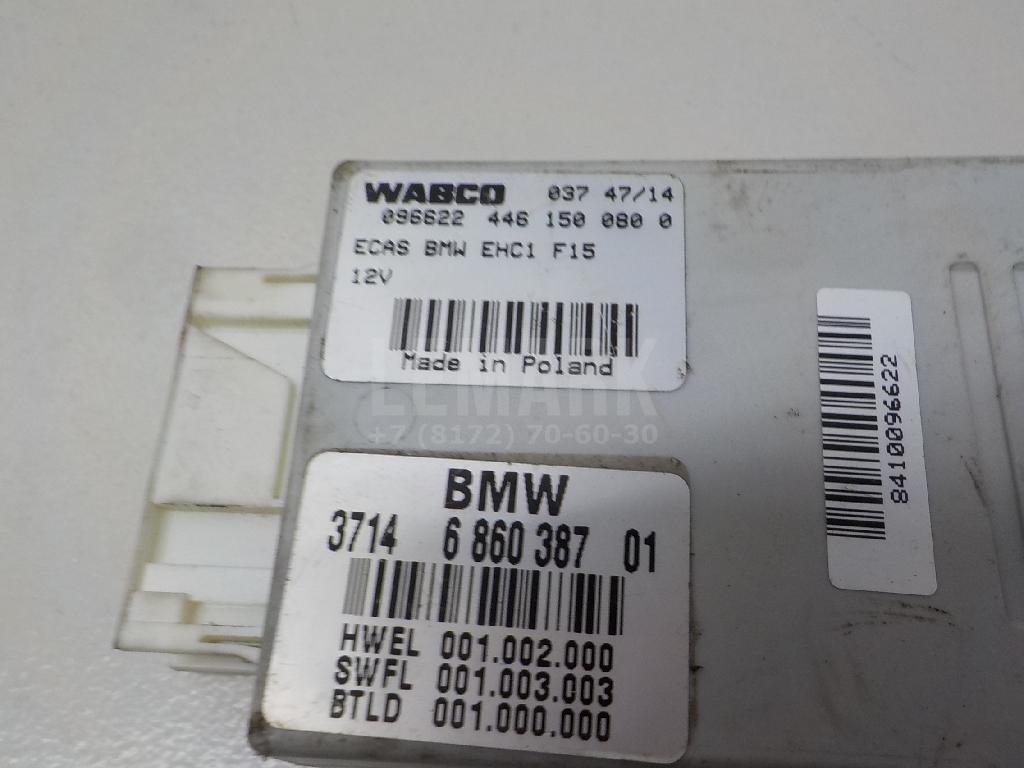 WABCO 037 47/14
096622 446 150 080 0
ECAS BMW EHC1 F15
12V
Made in Poland
LEMARK
+7 (8172) 70-60-30
8410096622
BMW
3714 6 860 387 01
HWEL 001.002.000
SWFL 001.003.003
BTLD 001.000.000